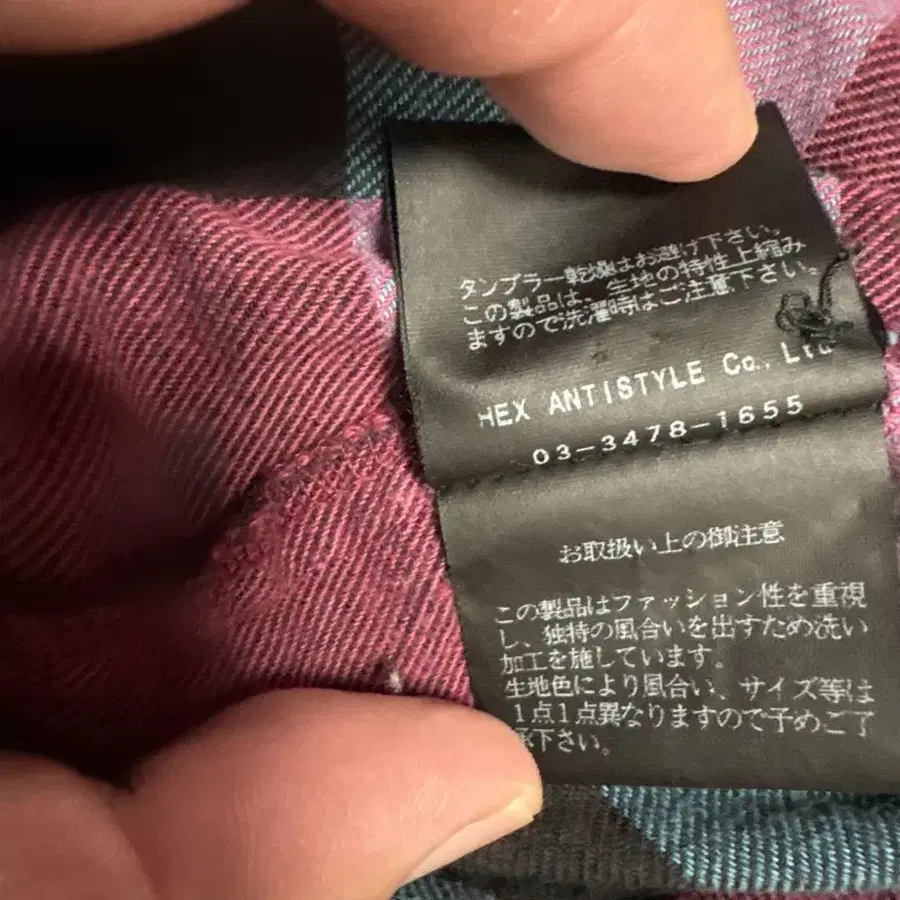 タンブラー乾燥はお避け下さい。
この製品は、生地の特性上縮み
ますので洗濯時はご注意下さい。
HEX ANTISTYLE Co., Ltd
03-3478-1655
お取扱い上の御注意
この製品はファッション性を重視
し、独特の風合いを出すため洗い
加工を施しています。
生地色により風合い、サイズ等は
1点1点異なりますので予めご了
承下さい。